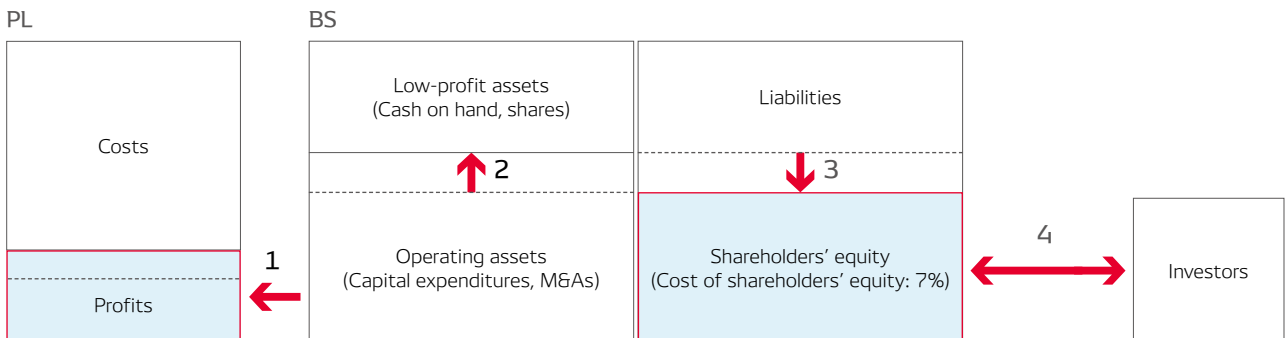 PL
BS
Costs
Profits
1
Low-profit assets
(Cash on hand, shares)
2
Operating assets
(Capital expenditures, M&As)
Liabilities
3
Shareholders’ equity
(Cost of shareholders’ equity: 7%)
4
Investors